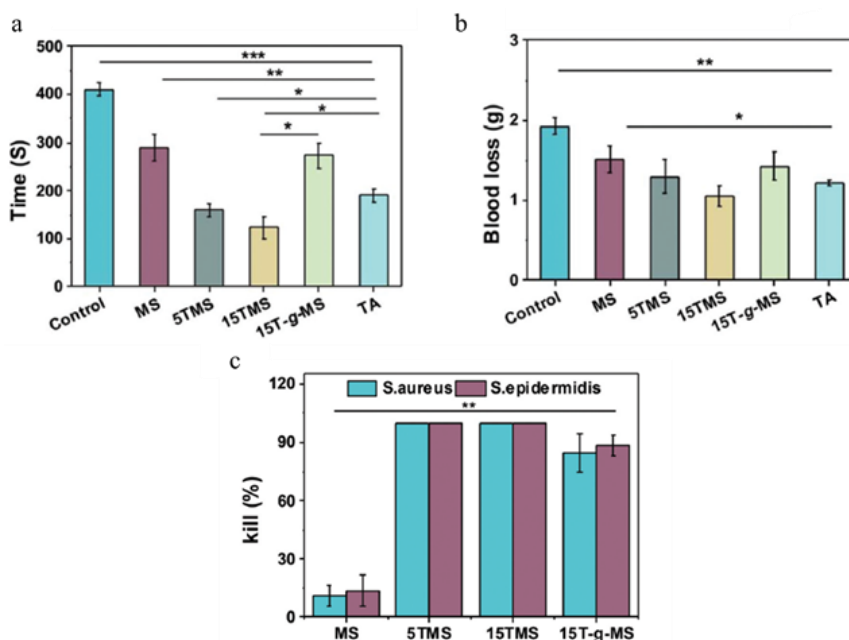 a
500
400
300
200
100
0
Time (S)
***
**
*
*
*
Control
MS
5TMS
15TMS
15T-g-MS
TA
b
3
2
1
0
Blood loss (g)
**
*
Control
MS
5TMS
15TMS
15T-g-MS
TA
c
120
90
60
30
0
kill (%)
S.aureus S.epidermidis
**
MS 5TMS 15TMS 15T-g-MS